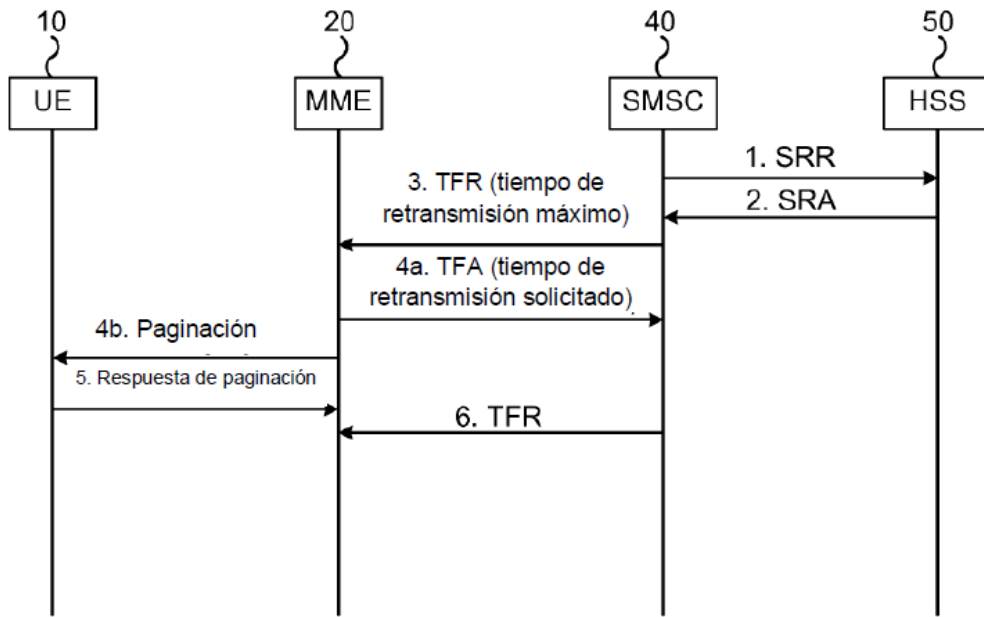 10
20
40
50
UE
MME
SMSC
HSS
1. SRR
3. TFR (tiempo de
retransmisión máximo)
2. SRA
4a. TFA (tiempo de
retransmisión solicitado)
4b. Paginación
5. Respuesta de paginación
6. TFR